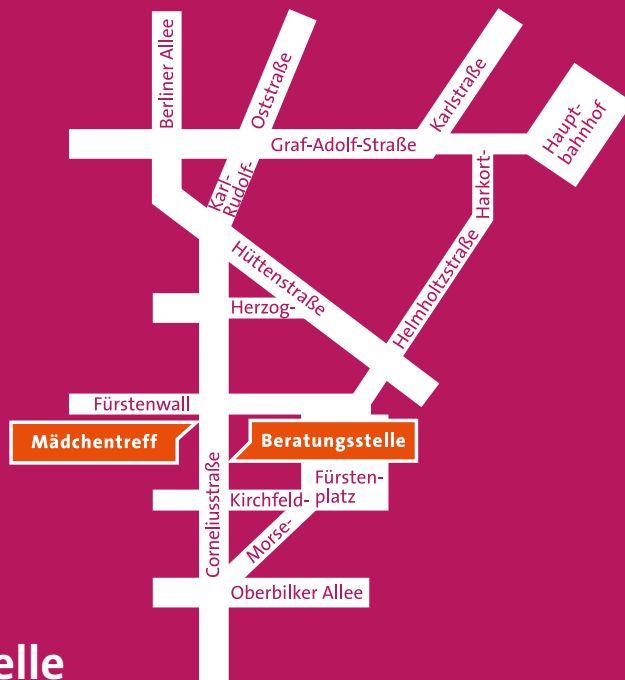 Berliner Allee
Oststraße
Karlstraße
Haupt-
bahnhof
Graf-Adolf-Straße
Karl-
Rudolf-
Harkort-
Hüttenstraße
Helmholtzstraße
Herzog-
Fürstenwall
Mädchentreff
Beratungsstelle
Corneliusstraße
Fürsten-
platz
Kirchfeld-
Morse-
Oberbilker Allee
elle